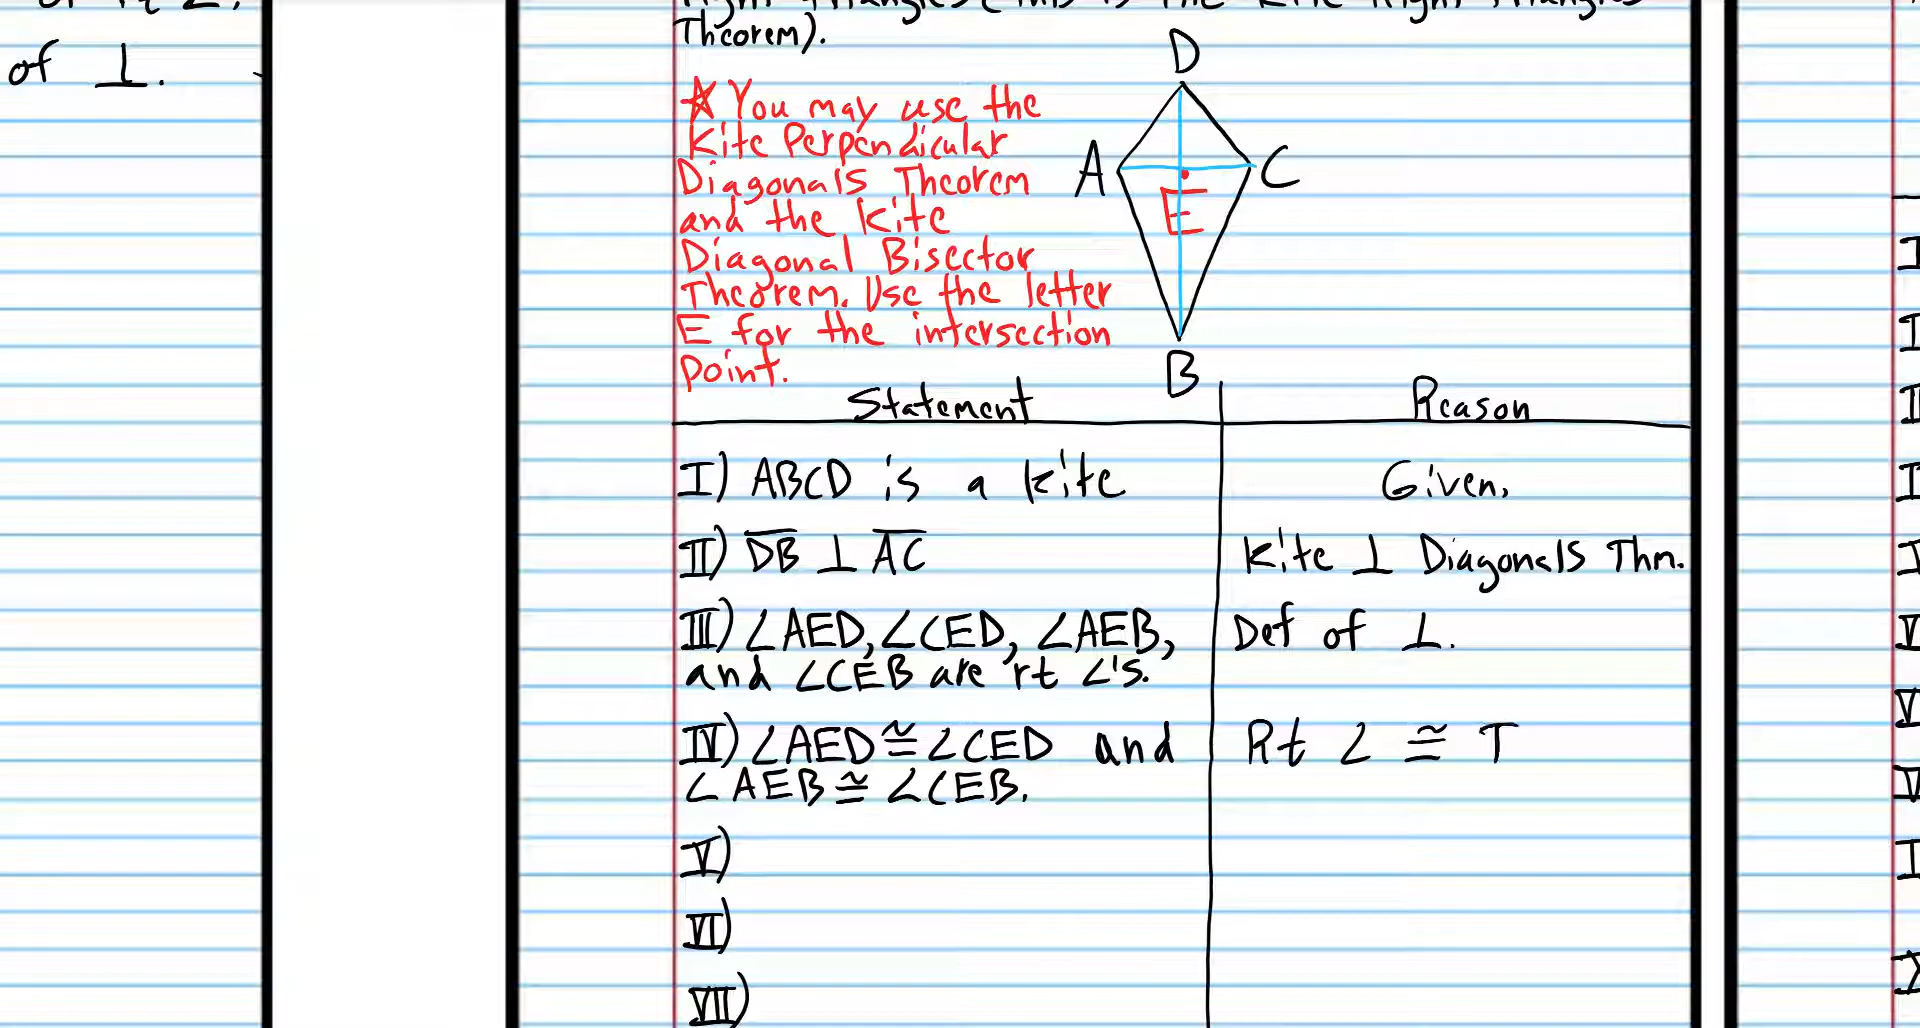 of ⊥.
Theorem).
D
☆ You may use the
Kite Perpendicular
Diagonals Theorem
and the Kite
Diagonal Bisector
Theorem. Use the letter
E for the intersection
Point.
A
C
E
B
Statement Reason
I) ABCD is a kite Given.
II) D̅B̅ ⊥ A̅C̅ Kite ⊥ Diagonals Thm.
III) ∠AED, ∠CED, ∠AEB, Def of ⊥.
and ∠CEB are rt ∠'s.
IV) ∠AED ≅ ∠CED and Rt ∠ ≅ T
∠AEB ≅ ∠CEB.
V)
VI)
VII)